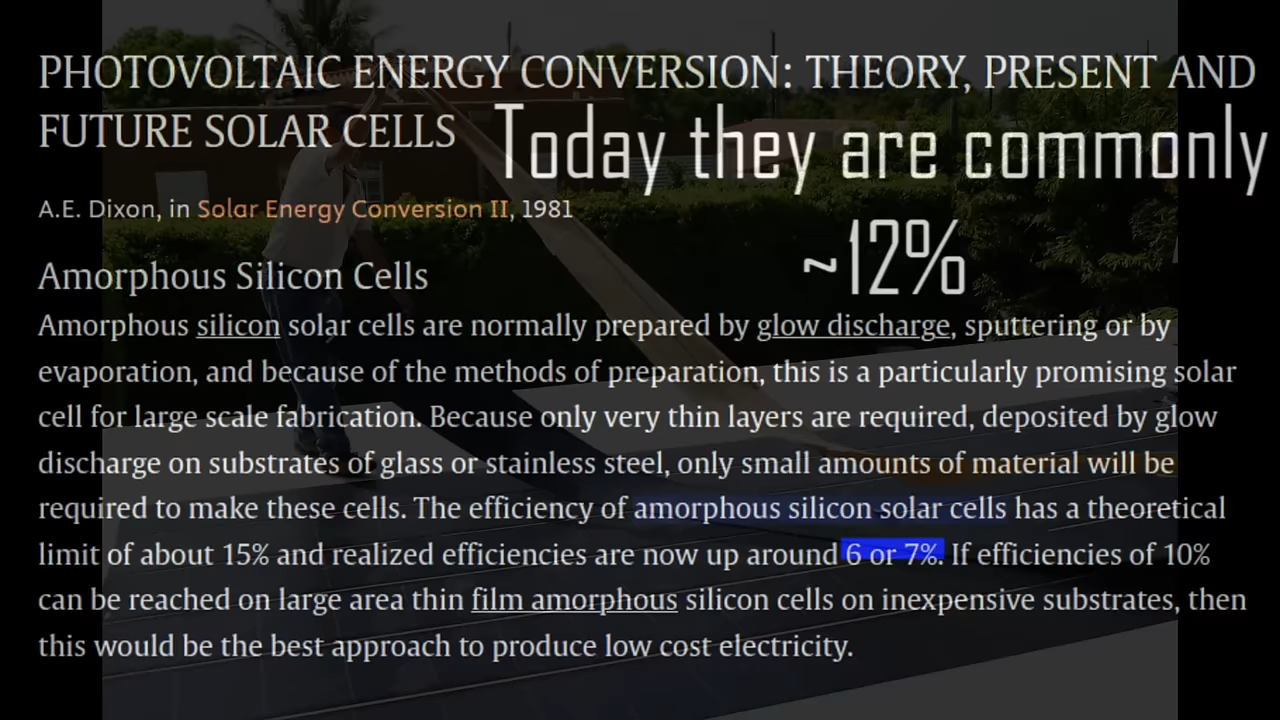 PHOTOVOLTAIC ENERGY CONVERSION: THEORY, PRESENT AND
FUTURE SOLAR CELLS
Today they are commonly
~12%
A.E. Dixon, in Solar Energy Conversion II, 1981
Amorphous Silicon Cells
Amorphous silicon solar cells are normally prepared by glow discharge, sputtering or by
evaporation, and because of the methods of preparation, this is a particularly promising solar
cell for large scale fabrication. Because only very thin layers are required, deposited by glow
discharge on substrates of glass or stainless steel, only small amounts of material will be
required to make these cells. The efficiency of amorphous silicon solar cells has a theoretical
limit of about 15% and realized efficiencies are now up around 6 or 7%. If efficiencies of 10%
can be reached on large area thin film amorphous silicon cells on inexpensive substrates, then
this would be the best approach to produce low cost electricity.